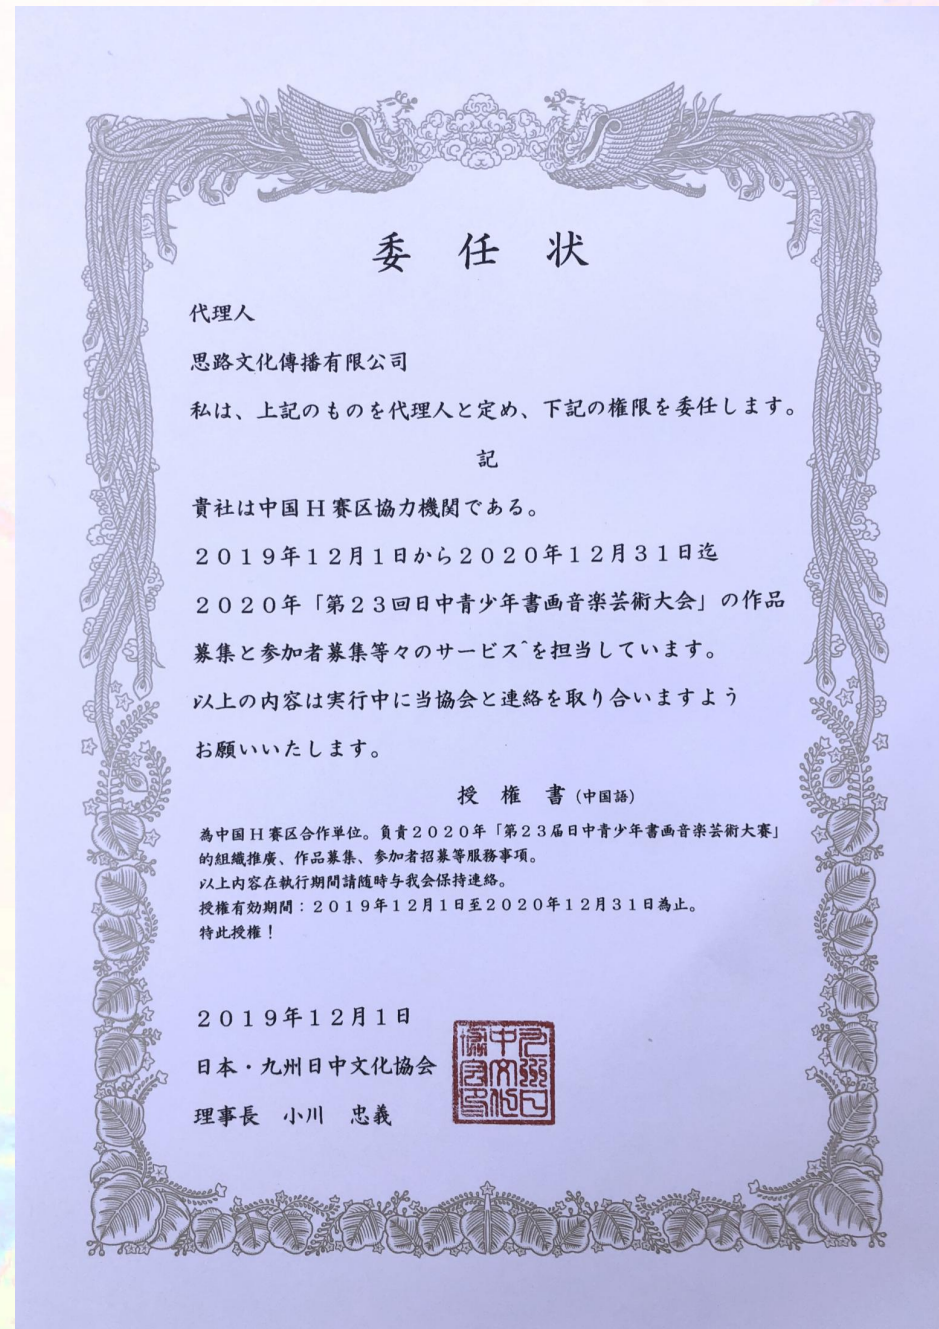 委 任 状
代理人
思路文化傳播有限公司
私は、上記のものを代理人と定め、下記の権限を委任します。
記
貴社は中国H賽区協力機関である。
２０１９年１２月１日から２０２０年１２月３１日迄
２０２０年「第２３回日中青少年書画音楽芸術大会」の作品
募集と参加者募集等々のサービス^を担当しています。
以上の内容は実行中に当協会と連絡を取り合いますよう
お願いいたします。
授 権 書（中国語）
為中国H賽区合作単位。負責２０２０年「第２３届日中青少年書画音楽芸術大賽」
的組織推廣、作品募集、参加者招募等服務事項。
以上内容在執行期間請随時与我会保持連絡。
授権有効期間：２０１９年１２月１日至２０２０年１２月３１日為止。
特此授権！
２０１９年１２月１日
日本・九州日中文化協会
理事長　小川　忠義
九州日
中文化
協会印